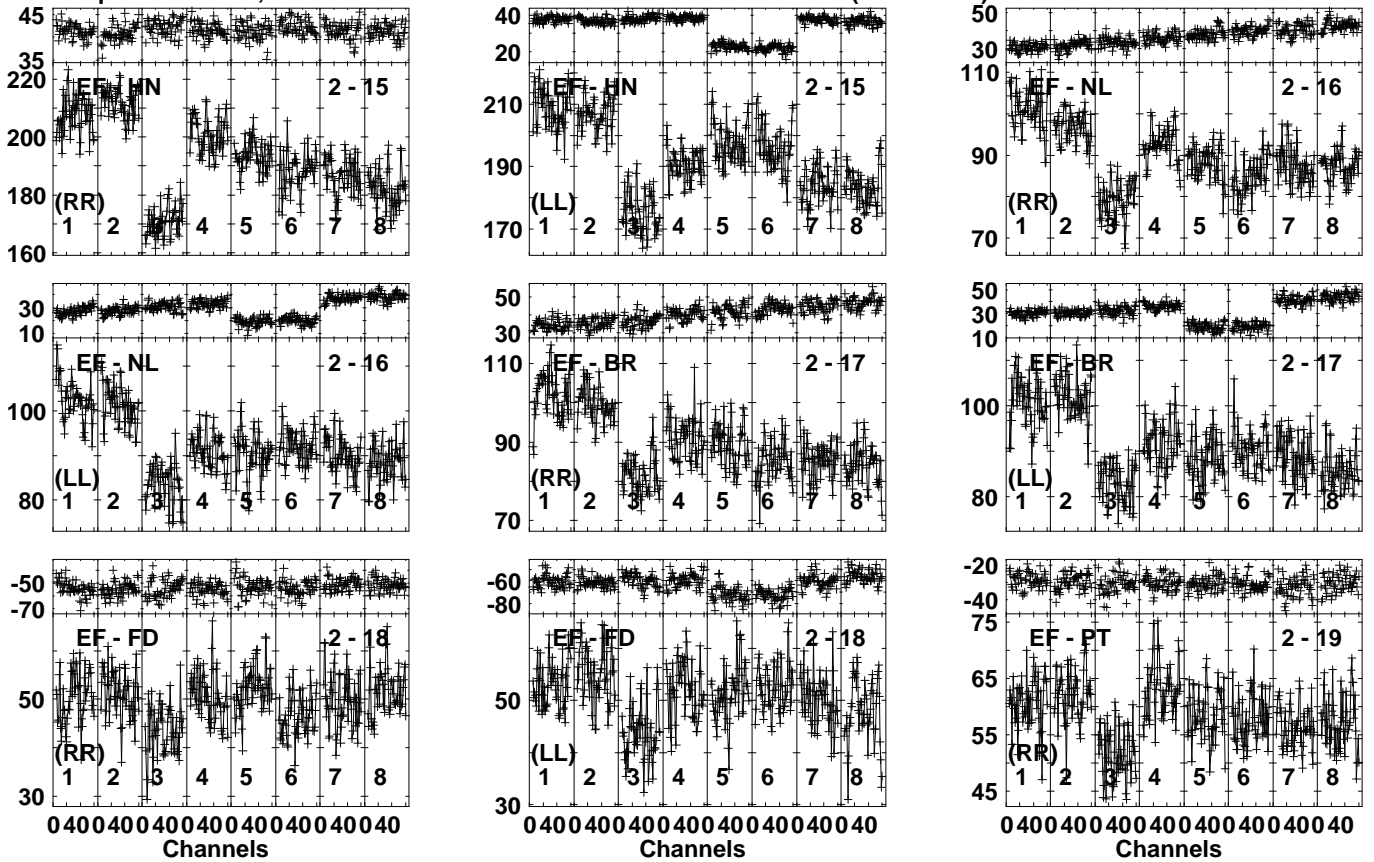 45
35
220
200
180
160
EF - HN 2 - 15
(RR)
1 2 3 4 5 6 7 8
40
20
210
190
170
EF - HN 2 - 15
(LL)
1 2 3 4 5 6 7 8
50
30
110
90
70
EF - NL 2 - 16
(RR)
1 2 3 4 5 6 7 8
30
10
100
80
EF - NL 2 - 16
(LL)
1 2 3 4 5 6 7 8
50
30
110
90
70
EF - BR 2 - 17
(RR)
1 2 3 4 5 6 7 8
50
30
10
100
80
EF - BR 2 - 17
(LL)
1 2 3 4 5 6 7 8
-50
-70
50
30
EF - FD 2 - 18
(RR)
1 2 3 4 5 6 7 8
0 40 0 40 0 40 0 40 0 40 0 40 0 40 0 40
Channels
-60
-80
50
30
EF - FD 2 - 18
(LL)
1 2 3 4 5 6 7 8
0 40 0 40 0 40 0 40 0 40 0 40 0 40 0 40
Channels
-20
-40
75
65
55
45
EF - PT 2 - 19
(RR)
1 2 3 4 5 6 7 8
0 40 0 40 0 40 0 40 0 40 0 40 0 40 0 40
Channels